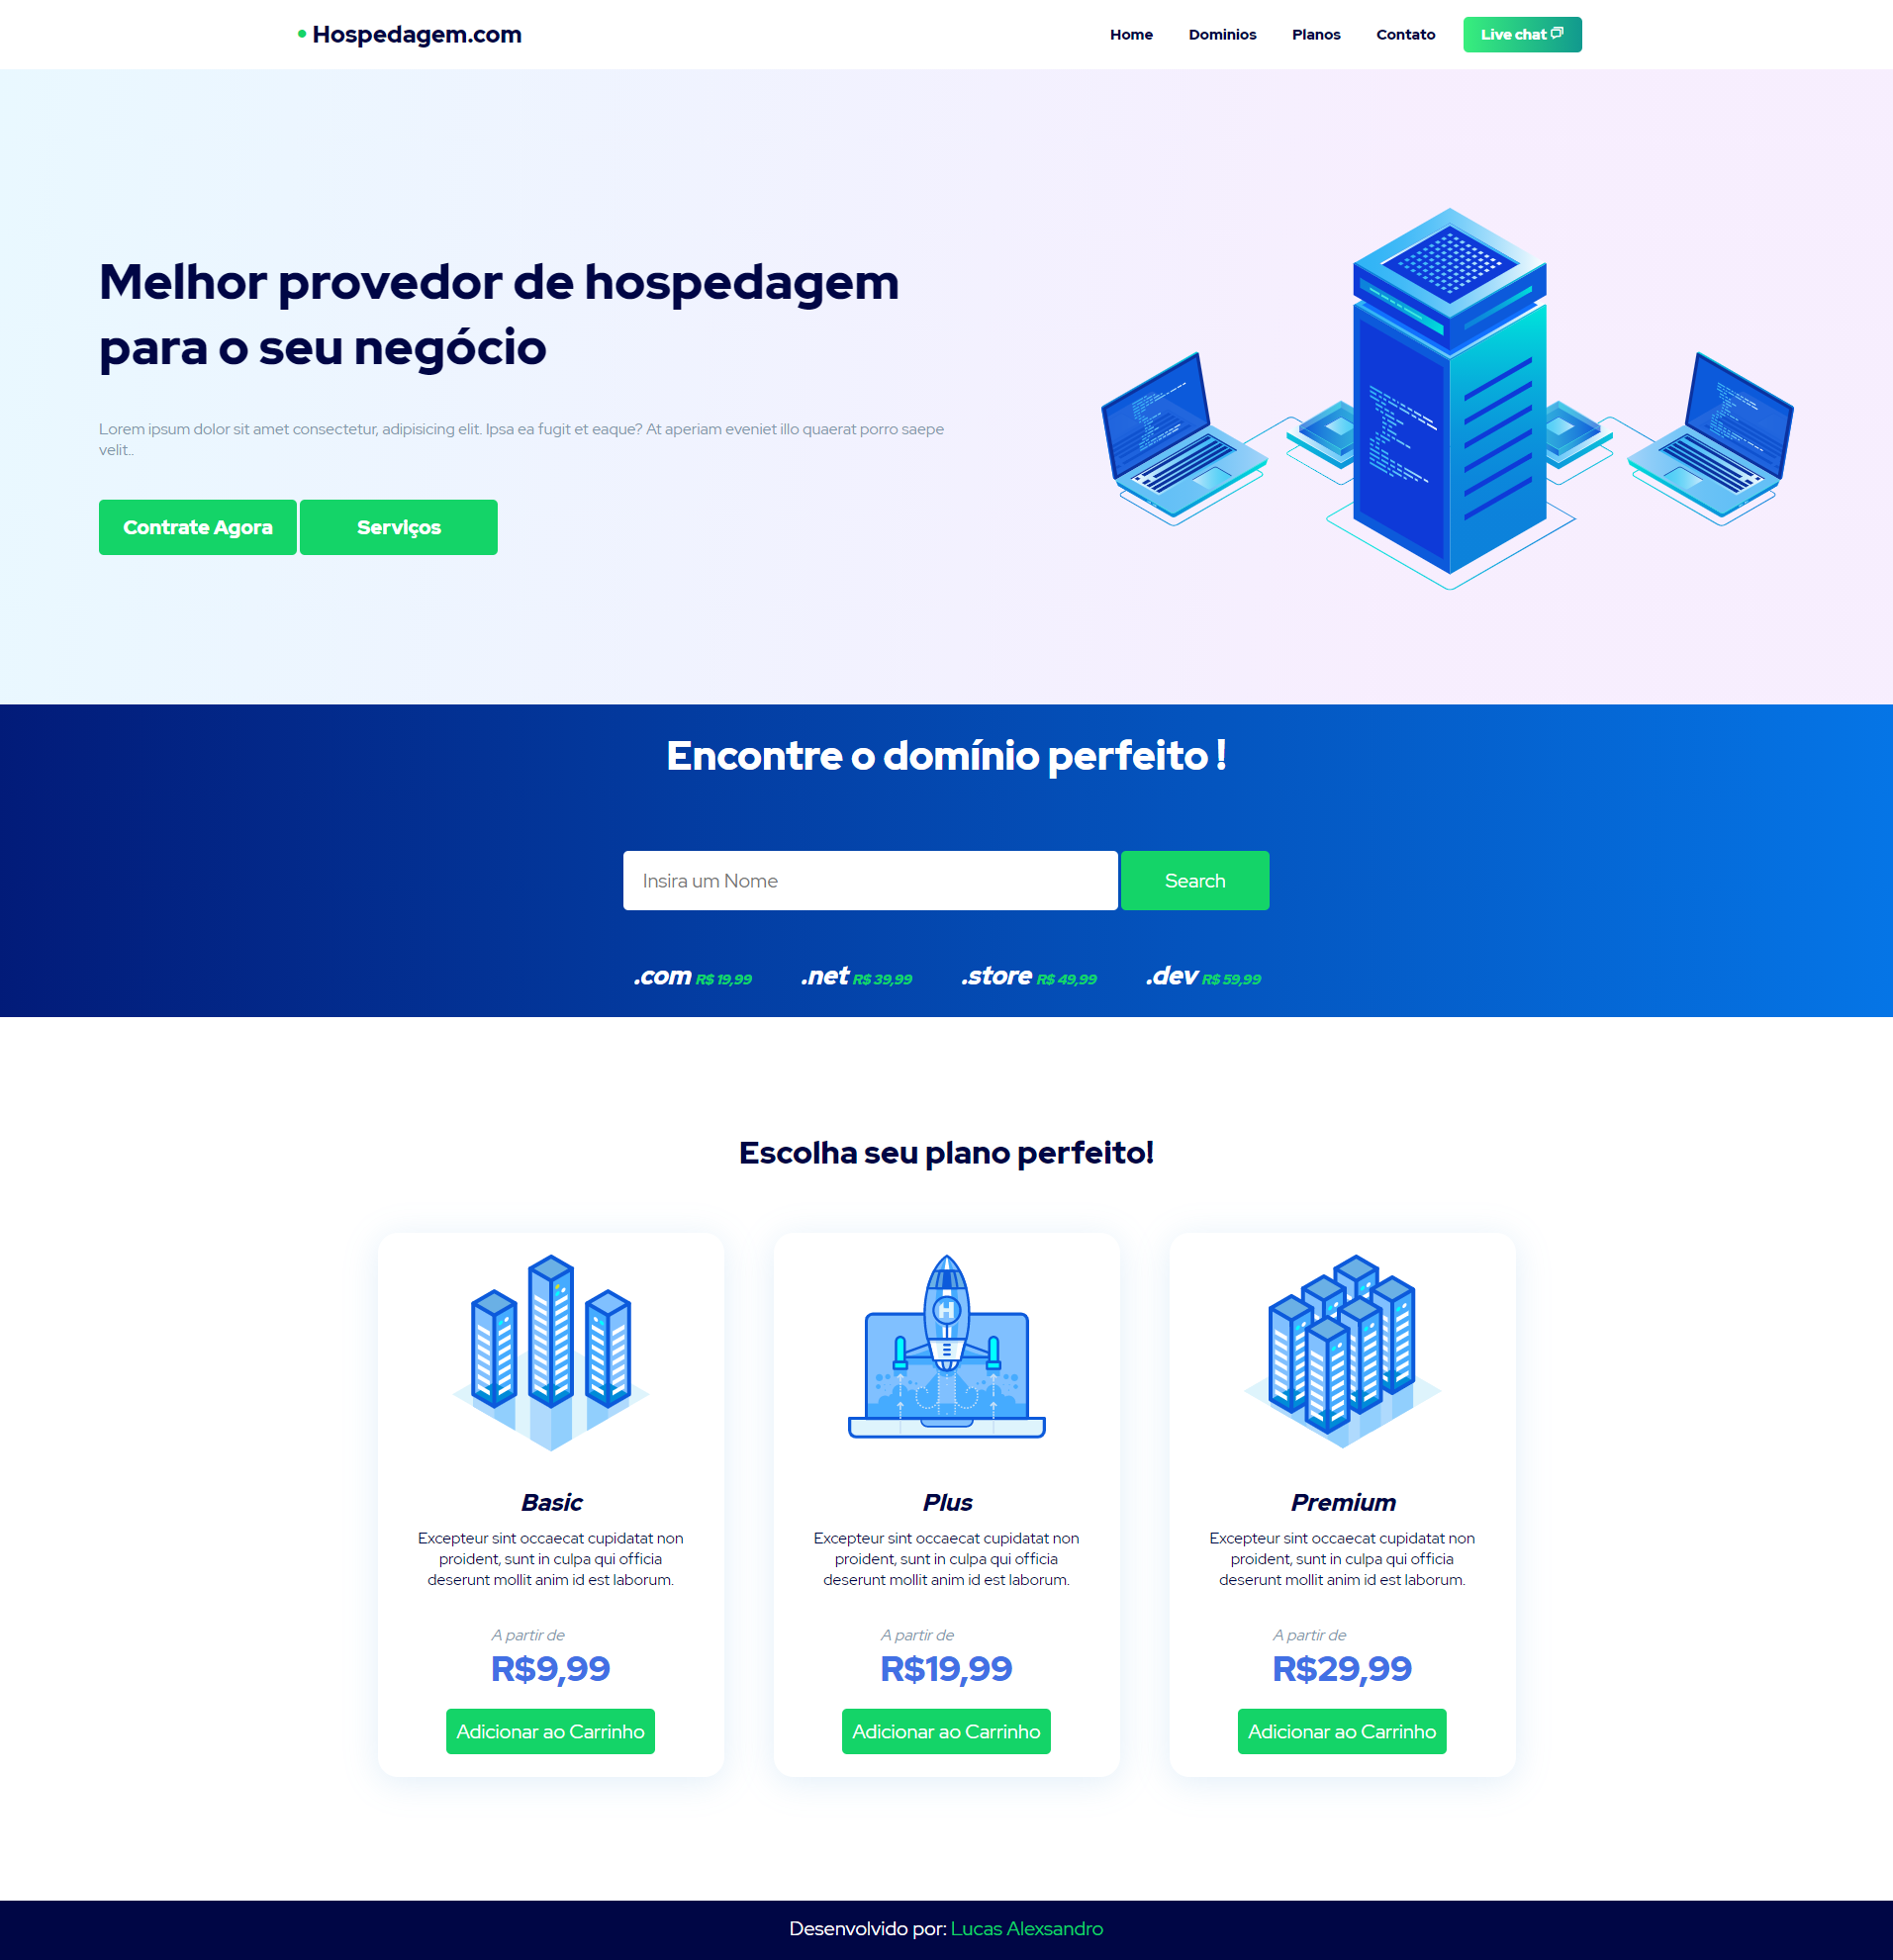 Hospedagem.com
Home Dominios Planos Contato Live chat
Melhor provedor de hospedagem
para o seu negócio
Lorem ipsum dolor sit amet consectetur, adipisicing elit. Ipsa ea fugit et eaque? At aperiam eveniet illo quaerat porro saepe
velit..
Contrate Agora Serviços
Encontre o domínio perfeito !
Insira um Nome Search
.com R$ 19,99 .net R$ 39,99 .store R$ 49,99 .dev R$ 59,99
Escolha seu plano perfeito!
H
Basic
Excepteur sint occaecat cupidatat non
proident, sunt in culpa qui officia
deserunt mollit anim id est laborum.
A partir de
R$9,99
Adicionar ao Carrinho
Plus
Excepteur sint occaecat cupidatat non
proident, sunt in culpa qui officia
deserunt mollit anim id est laborum.
A partir de
R$19,99
Adicionar ao Carrinho
Premium
Excepteur sint occaecat cupidatat non
proident, sunt in culpa qui officia
deserunt mollit anim id est laborum.
A partir de
R$29,99
Adicionar ao Carrinho
Desenvolvido por: Lucas Alexsandro